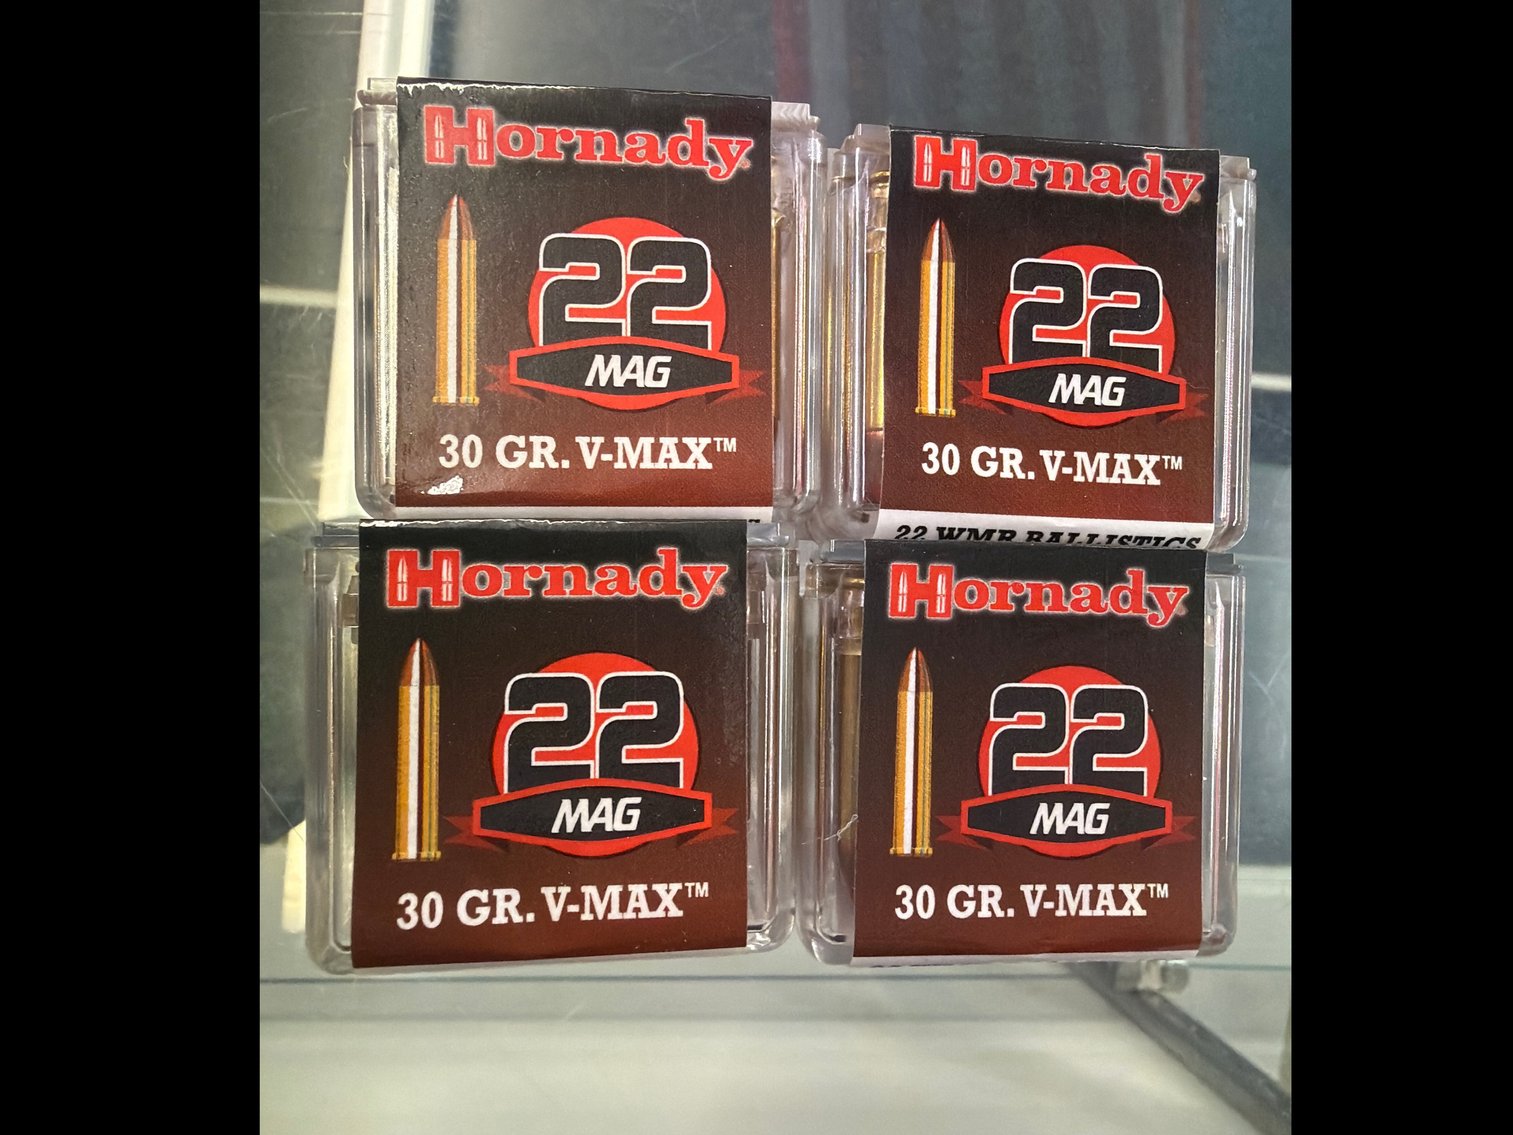 Hornady
22
MAG
30 GR. V-MAX™
Hornady
22
MAG
30 GR. V-MAX™
22 WMR BALLISTICS
Hornady
22
MAG
30 GR. V-MAX™
Hornady
22
MAG
30 GR. V-MAX™